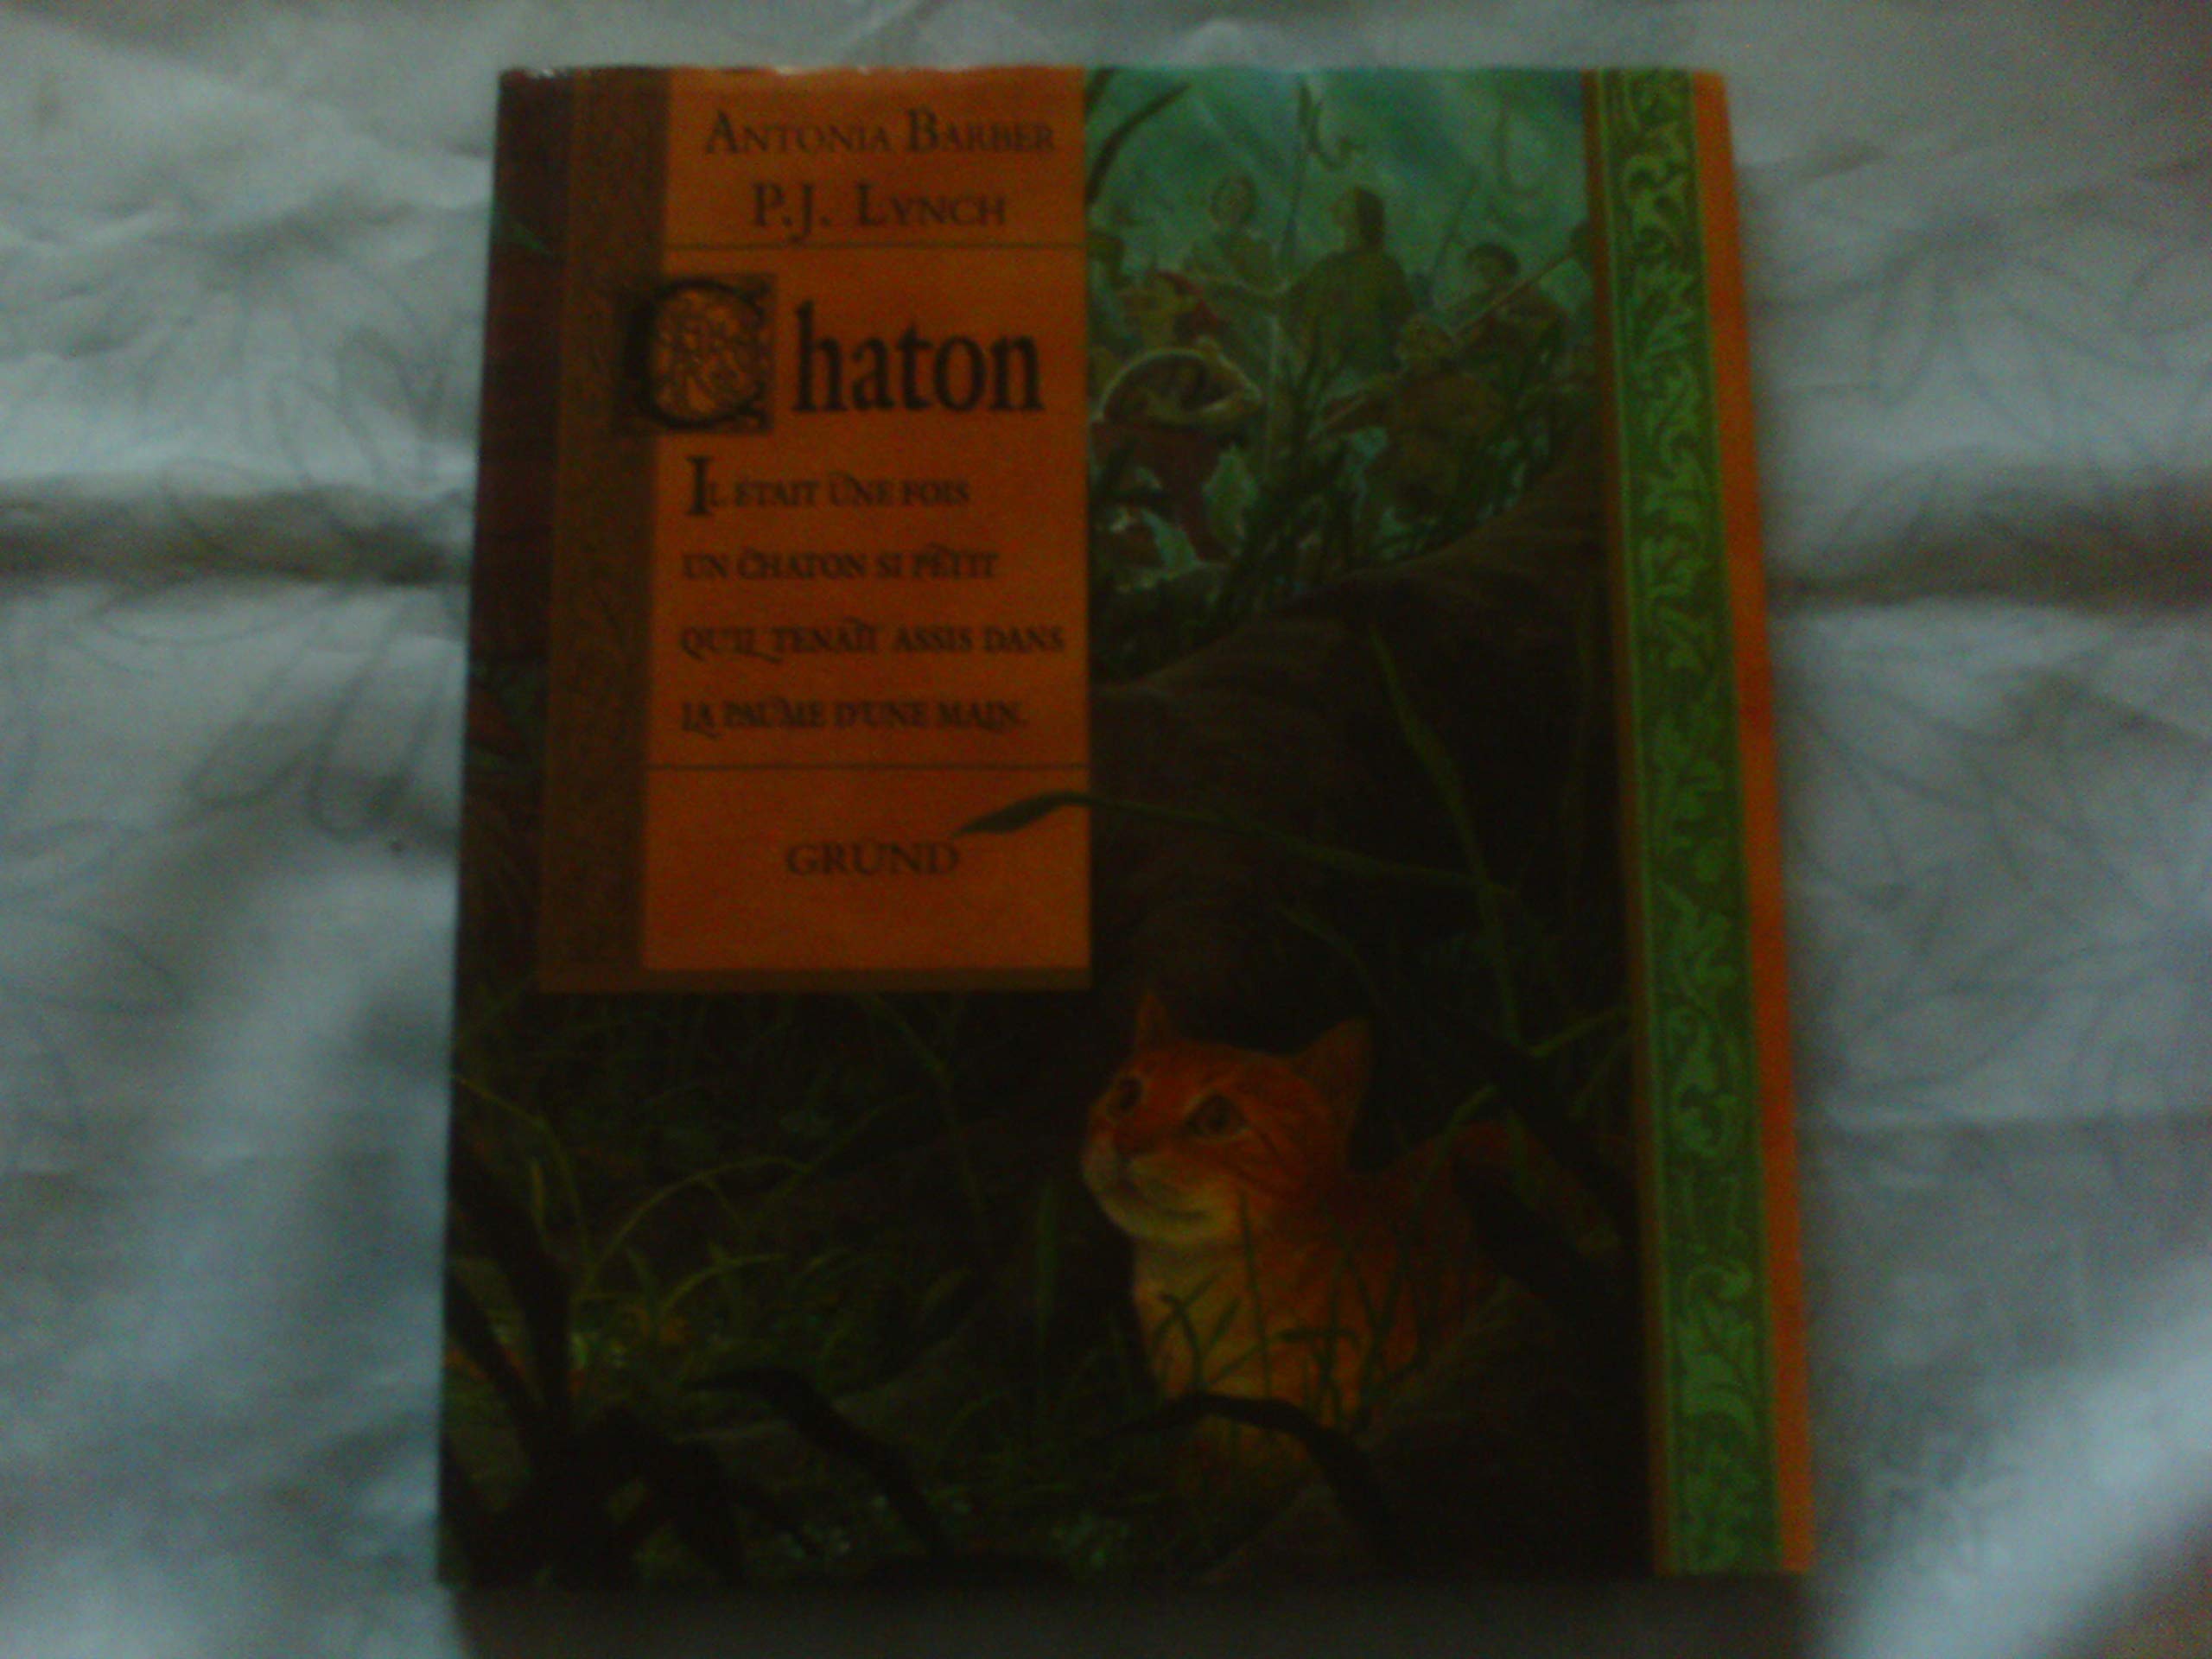 ANTONIA BARBER
P.J. LYNCH
Chaton
IL ÉTAIT UNE FOIS
UN CHATON SI PETIT
QU'IL TENAIT ASSIS DANS
LA PAUME D'UNE MAIN.
GRÜND